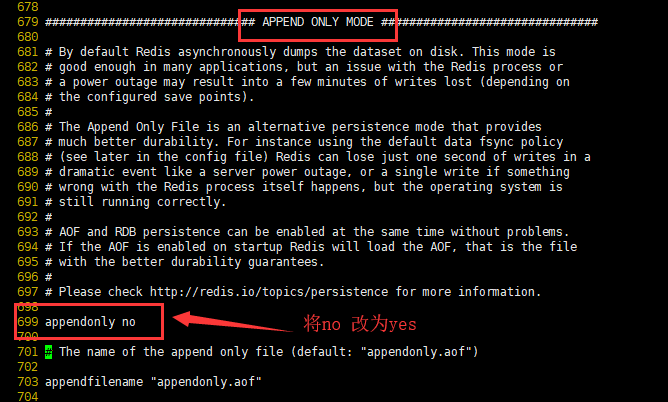 678
679 ############################## APPEND ONLY MODE ###############################
680
681 # By default Redis asynchronously dumps the dataset on disk. This mode is
682 # good enough in many applications, but an issue with the Redis process or
683 # a power outage may result into a few minutes of writes lost (depending on
684 # the configured save points).
685 #
686 # The Append Only File is an alternative persistence mode that provides
687 # much better durability. For instance using the default data fsync policy
688 # (see later in the config file) Redis can lose just one second of writes in a
689 # dramatic event like a server power outage, or a single write if something
690 # wrong with the Redis process itself happens, but the operating system is
691 # still running correctly.
692 #
693 # AOF and RDB persistence can be enabled at the same time without problems.
694 # If the AOF is enabled on startup Redis will load the AOF, that is the file
695 # with the better durability guarantees.
696 #
697 # Please check http://redis.io/topics/persistence for more information.
698
699 appendonly no
将no 改为yes
700
701 # The name of the append only file (default: "appendonly.aof")
702
703 appendfilename "appendonly.aof"
704